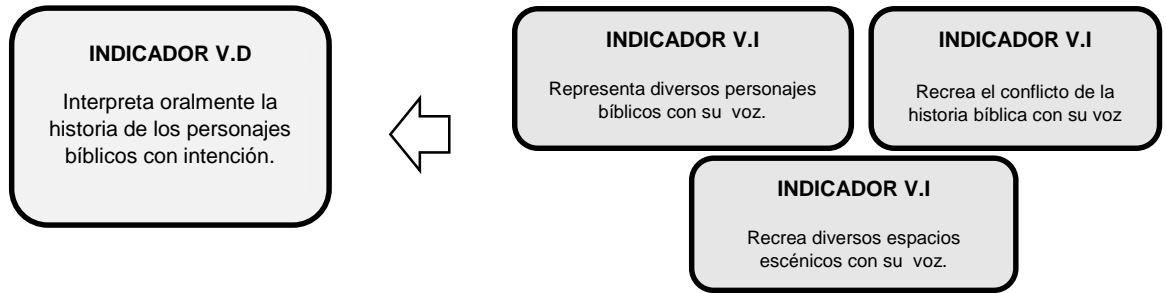 INDICADOR V.D
Interpreta oralmente la
historia de los personajes
bíblicos con intención.
INDICADOR V.I
Representa diversos personajes
bíblicos con su voz.
INDICADOR V.I
Recrea el conflicto de la
historia bíblica con su voz
INDICADOR V.I
Recrea diversos espacios
escénicos con su voz.